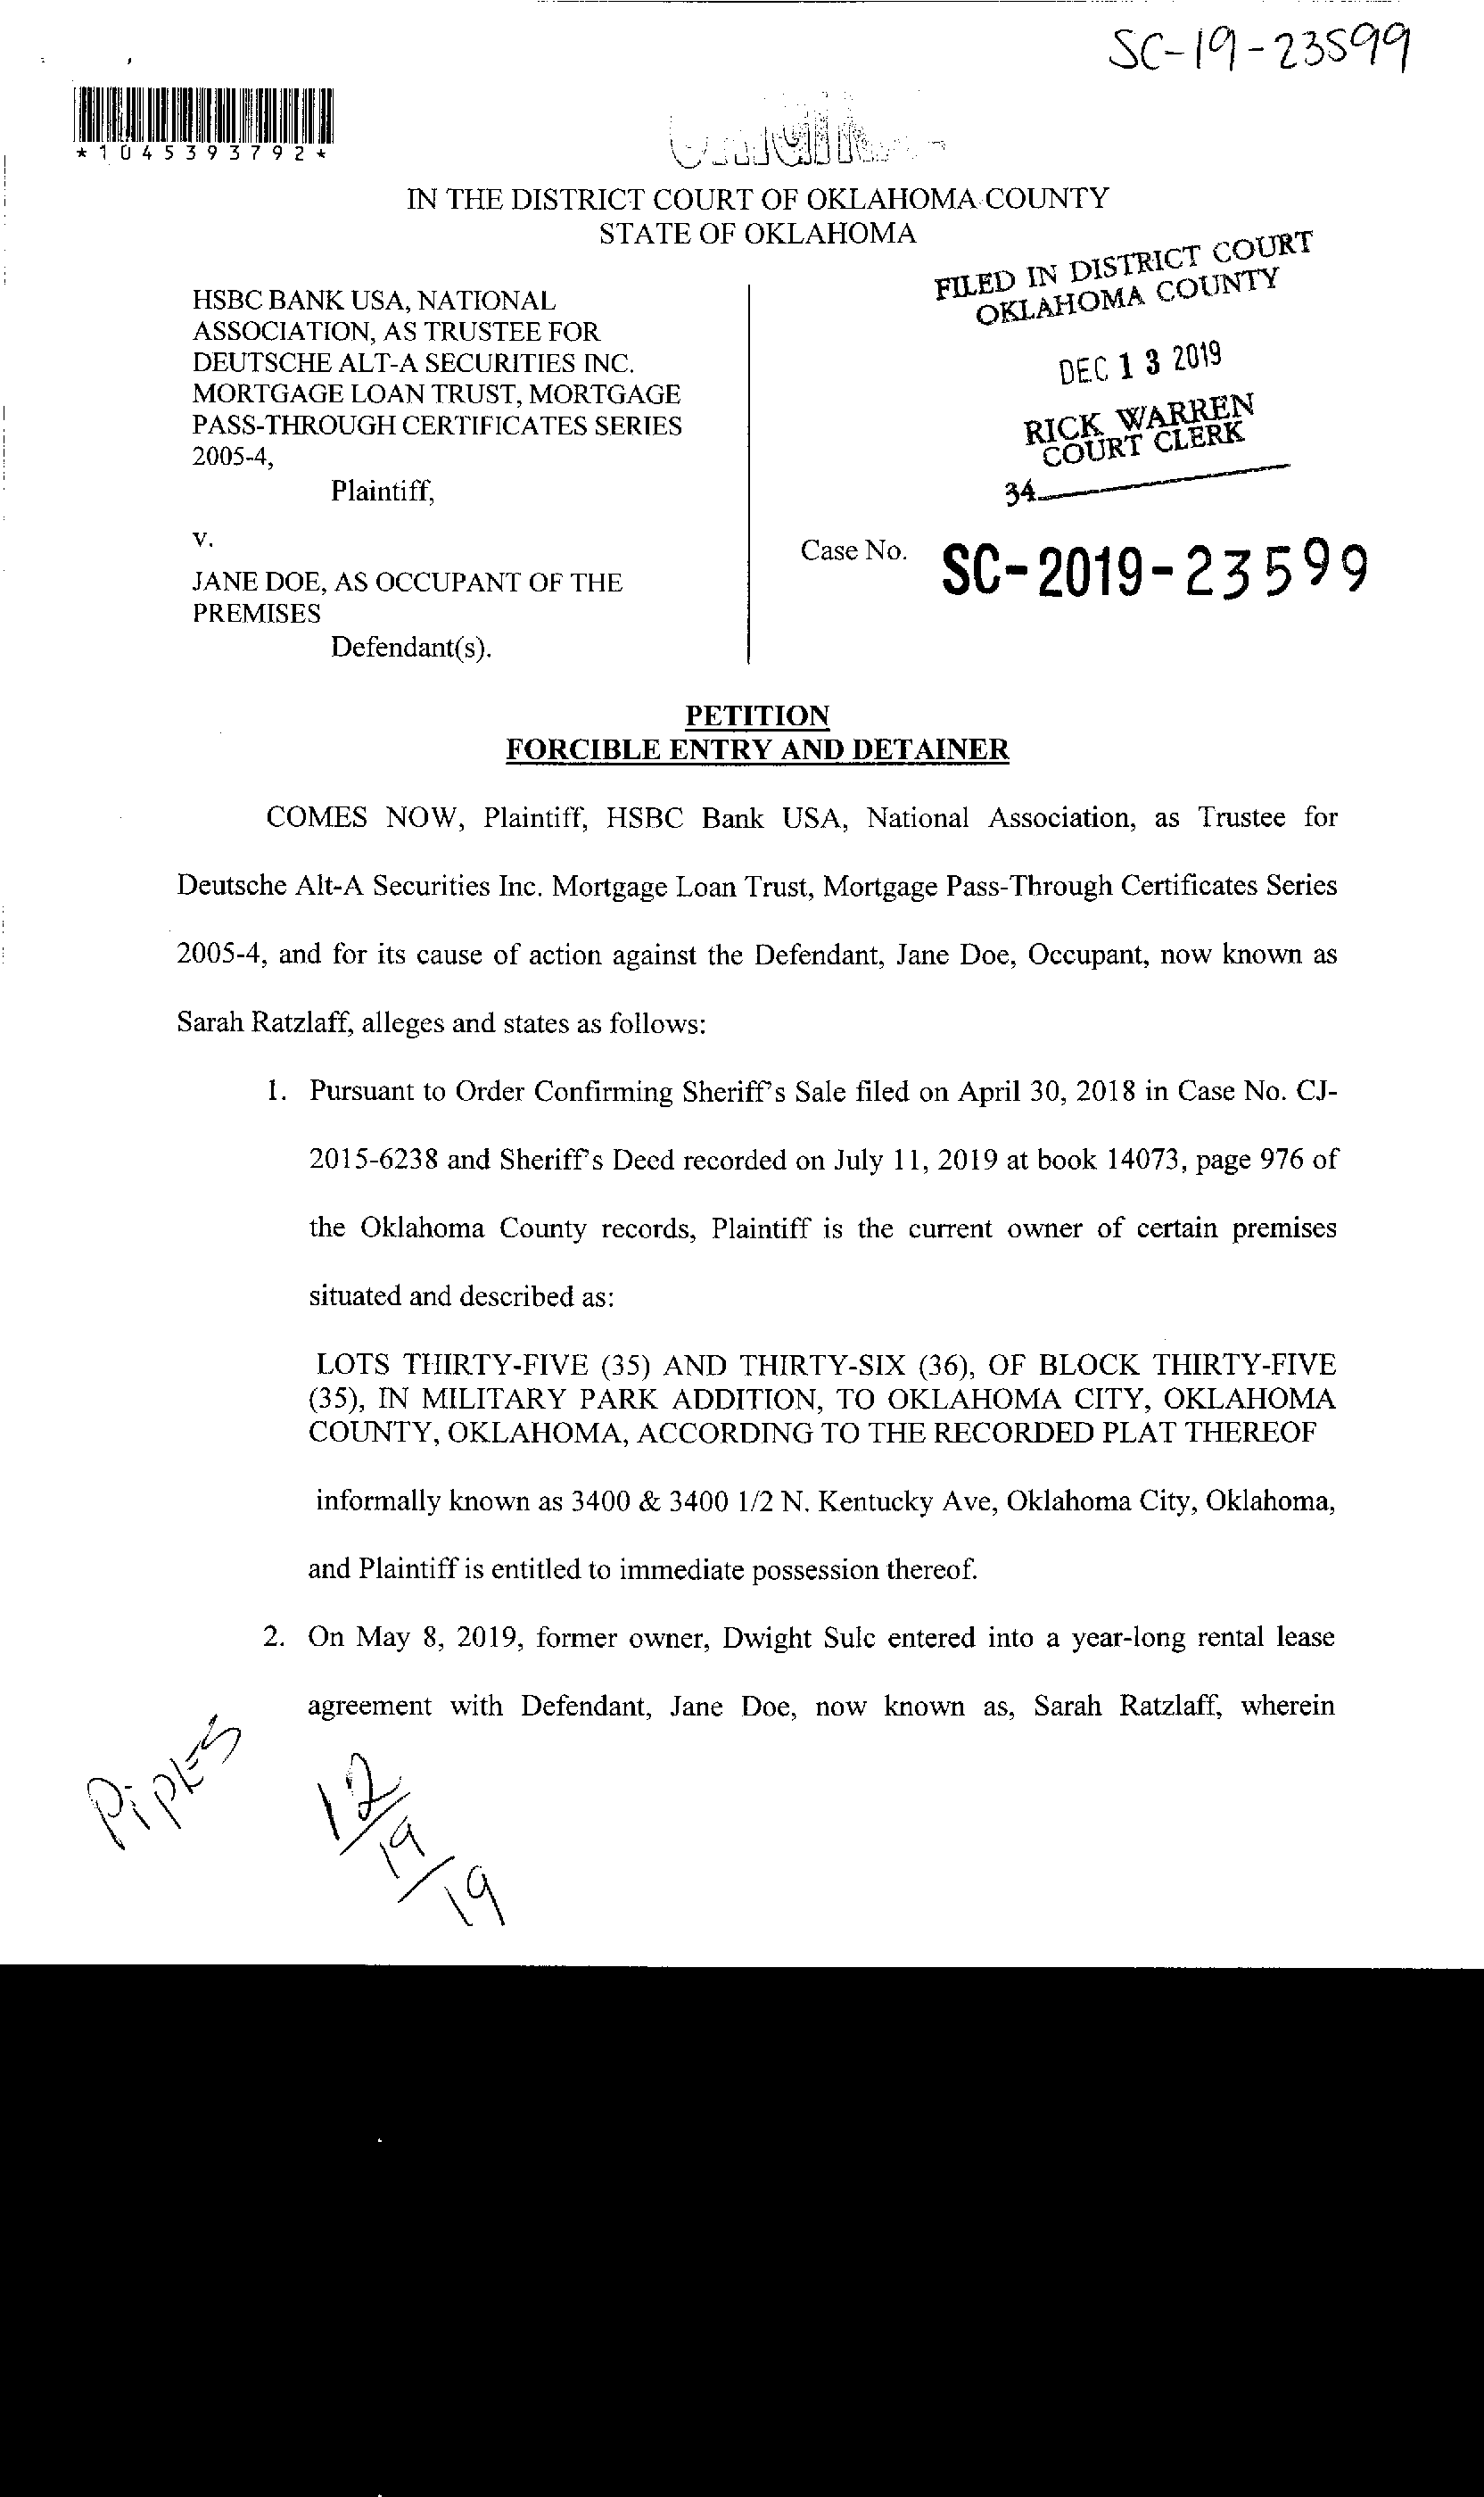 SC-19-23599
*1045393792*
IN THE DISTRICT COURT OF OKLAHOMA COUNTY
STATE OF OKLAHOMA
FILED IN DISTRICT COURT
OKLAHOMA COUNTY
DEC 13 2019
RICK WARREN
COURT CLERK
34
HSBC BANK USA, NATIONAL
ASSOCIATION, AS TRUSTEE FOR
DEUTSCHE ALT-A SECURITIES INC.
MORTGAGE LOAN TRUST, MORTGAGE
PASS-THROUGH CERTIFICATES SERIES
2005-4,
Plaintiff,
v.
JANE DOE, AS OCCUPANT OF THE
PREMISES
Defendant(s).
Case No. SC-2019-23599
PETITION
FORCIBLE ENTRY AND DETAINER
COMES NOW, Plaintiff, HSBC Bank USA, National Association, as Trustee for
Deutsche Alt-A Securities Inc. Mortgage Loan Trust, Mortgage Pass-Through Certificates Series
2005-4, and for its cause of action against the Defendant, Jane Doe, Occupant, now known as
Sarah Ratzlaff, alleges and states as follows:
1. Pursuant to Order Confirming Sheriff's Sale filed on April 30, 2018 in Case No. CJ-
2015-6238 and Sheriff's Deed recorded on July 11, 2019 at book 14073, page 976 of
the Oklahoma County records, Plaintiff is the current owner of certain premises
situated and described as:
LOTS THIRTY-FIVE (35) AND THIRTY-SIX (36), OF BLOCK THIRTY-FIVE
(35), IN MILITARY PARK ADDITION, TO OKLAHOMA CITY, OKLAHOMA
COUNTY, OKLAHOMA, ACCORDING TO THE RECORDED PLAT THEREOF
informally known as 3400 & 3400 1/2 N. Kentucky Ave, Oklahoma City, Oklahoma,
and Plaintiff is entitled to immediate possession thereof.
2. On May 8, 2019, former owner, Dwight Sulc entered into a year-long rental lease
agreement with Defendant, Jane Doe, now known as, Sarah Ratzlaff, wherein
12/19/19